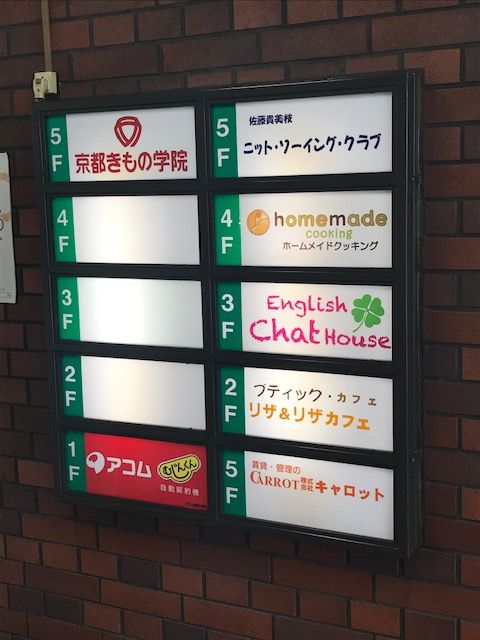 5F
京都きもの学院
5F
佐藤貴美枝
ニット・ソーイング・クラブ
4F
4F
homemade
cooking
ホームメイドクッキング
3F
3F
English
Chat House
2F
2F
ブティック・カフェ
リザ&リザカフェ
1F
アコム
むじんくん
自動契約機
5F
賃貸・管理の
CARROT 株式会社 キャロット